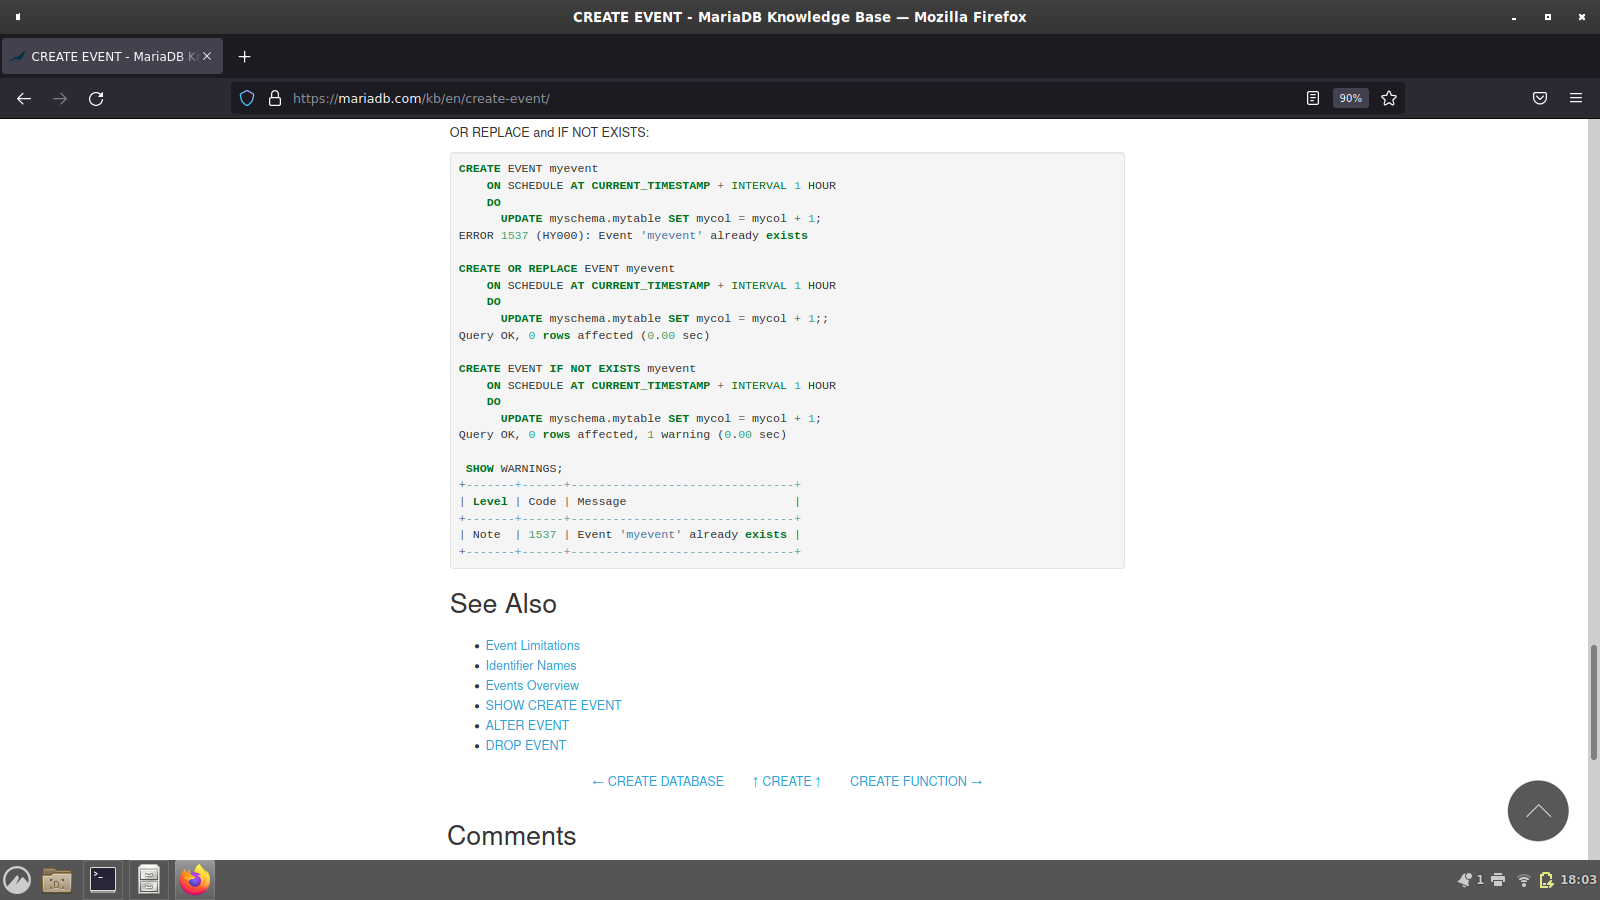 CREATE EVENT - MariaDB Knowledge Base — Mozilla Firefox
CREATE EVENT - MariaDB
https://mariadb.com/kb/en/create-event/
90%
OR REPLACE and IF NOT EXISTS:
CREATE EVENT myevent
    ON SCHEDULE AT CURRENT_TIMESTAMP + INTERVAL 1 HOUR
    DO
      UPDATE myschema.mytable SET mycol = mycol + 1;
ERROR 1537 (HY000): Event 'myevent' already exists
CREATE OR REPLACE EVENT myevent
    ON SCHEDULE AT CURRENT_TIMESTAMP + INTERVAL 1 HOUR
    DO
      UPDATE myschema.mytable SET mycol = mycol + 1;;
Query OK, 0 rows affected (0.00 sec)
CREATE EVENT IF NOT EXISTS myevent
    ON SCHEDULE AT CURRENT_TIMESTAMP + INTERVAL 1 HOUR
    DO
      UPDATE myschema.mytable SET mycol = mycol + 1;
Query OK, 0 rows affected, 1 warning (0.00 sec)
 SHOW WARNINGS;
+-------+------+--------------------------------+
| Level | Code | Message                        |
+-------+------+--------------------------------+
| Note  | 1537 | Event 'myevent' already exists |
+-------+------+--------------------------------+
See Also
• Event Limitations
• Identifier Names
• Events Overview
• SHOW CREATE EVENT
• ALTER EVENT
• DROP EVENT
← CREATE DATABASE ↑ CREATE ↑ CREATE FUNCTION →
Comments
1 18:03